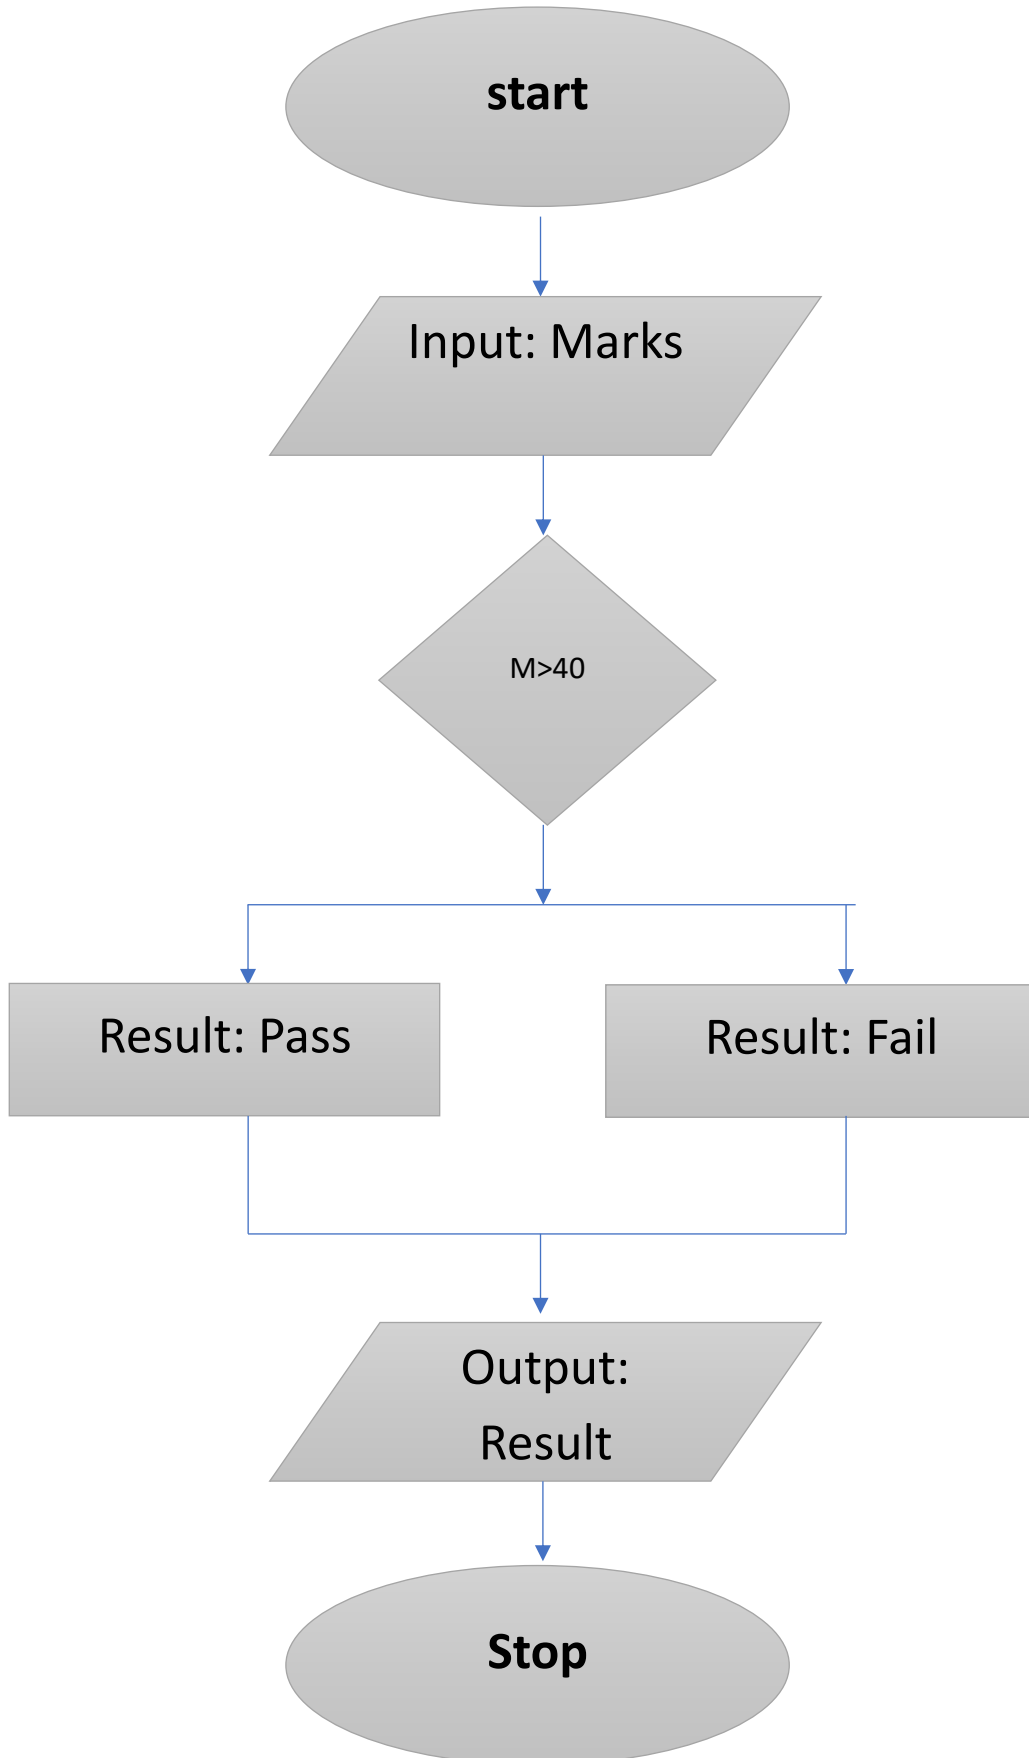 start
Input: Marks
M>40
Result: Pass
Result: Fail
Output:
Result
Stop